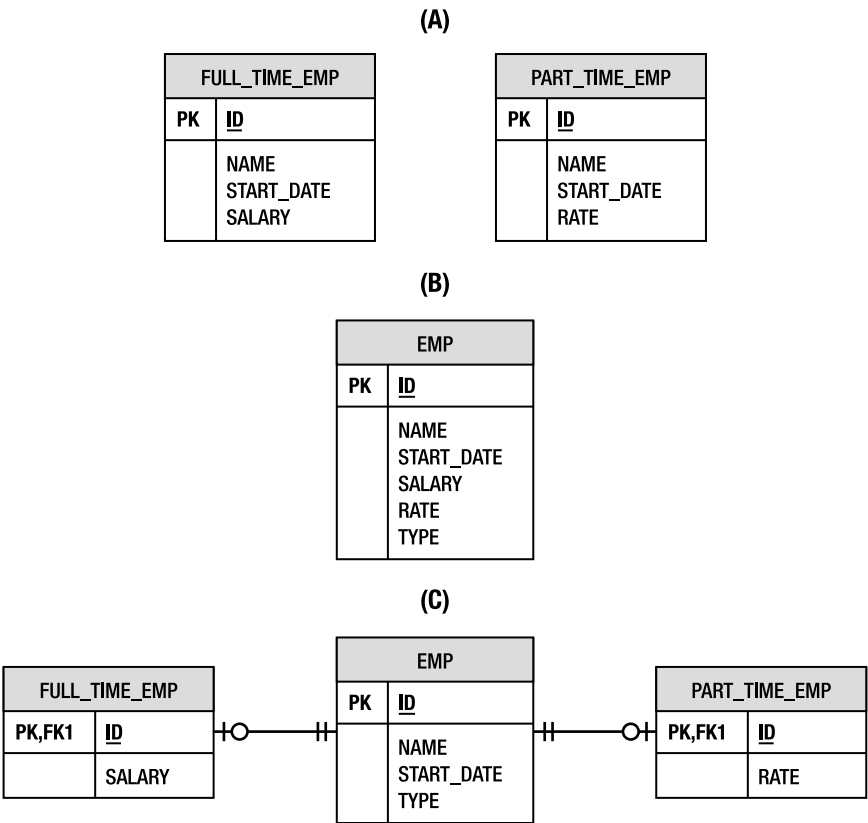 (A)
FULL_TIME_EMP
PK ID
NAME
START_DATE
SALARY
PART_TIME_EMP
PK ID
NAME
START_DATE
RATE
(B)
EMP
PK ID
NAME
START_DATE
SALARY
RATE
TYPE
(C)
FULL_TIME_EMP
PK,FK1 ID
SALARY
EMP
PK ID
NAME
START_DATE
TYPE
PART_TIME_EMP
PK,FK1 ID
RATE